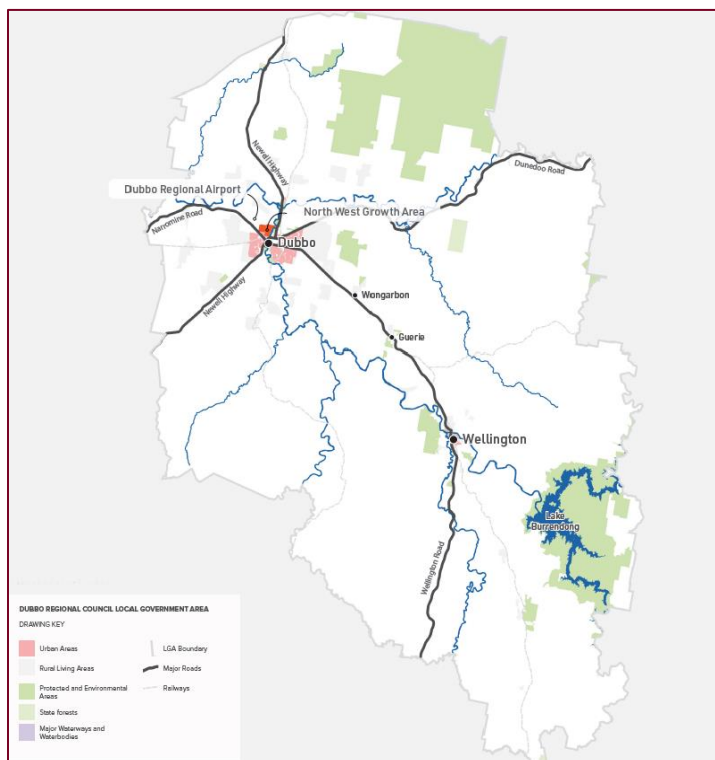 Newell Highway
Dunedoo Road
Dubbo Regional Airport
North West Growth Area
Narromine Road
Dubbo
Newell Highway
Wongarbon
Guerie
Wellington
Lake
Burrendong
Wellington Road
DUBBO REGIONAL COUNCIL LOCAL GOVERNMENT AREA
DRAWING KEY
Urban Areas
LGA Boundary
Rural Living Areas
Major Roads
Protected and Environmental
Areas
Railways
State forests
Major Waterways and
Waterbodies